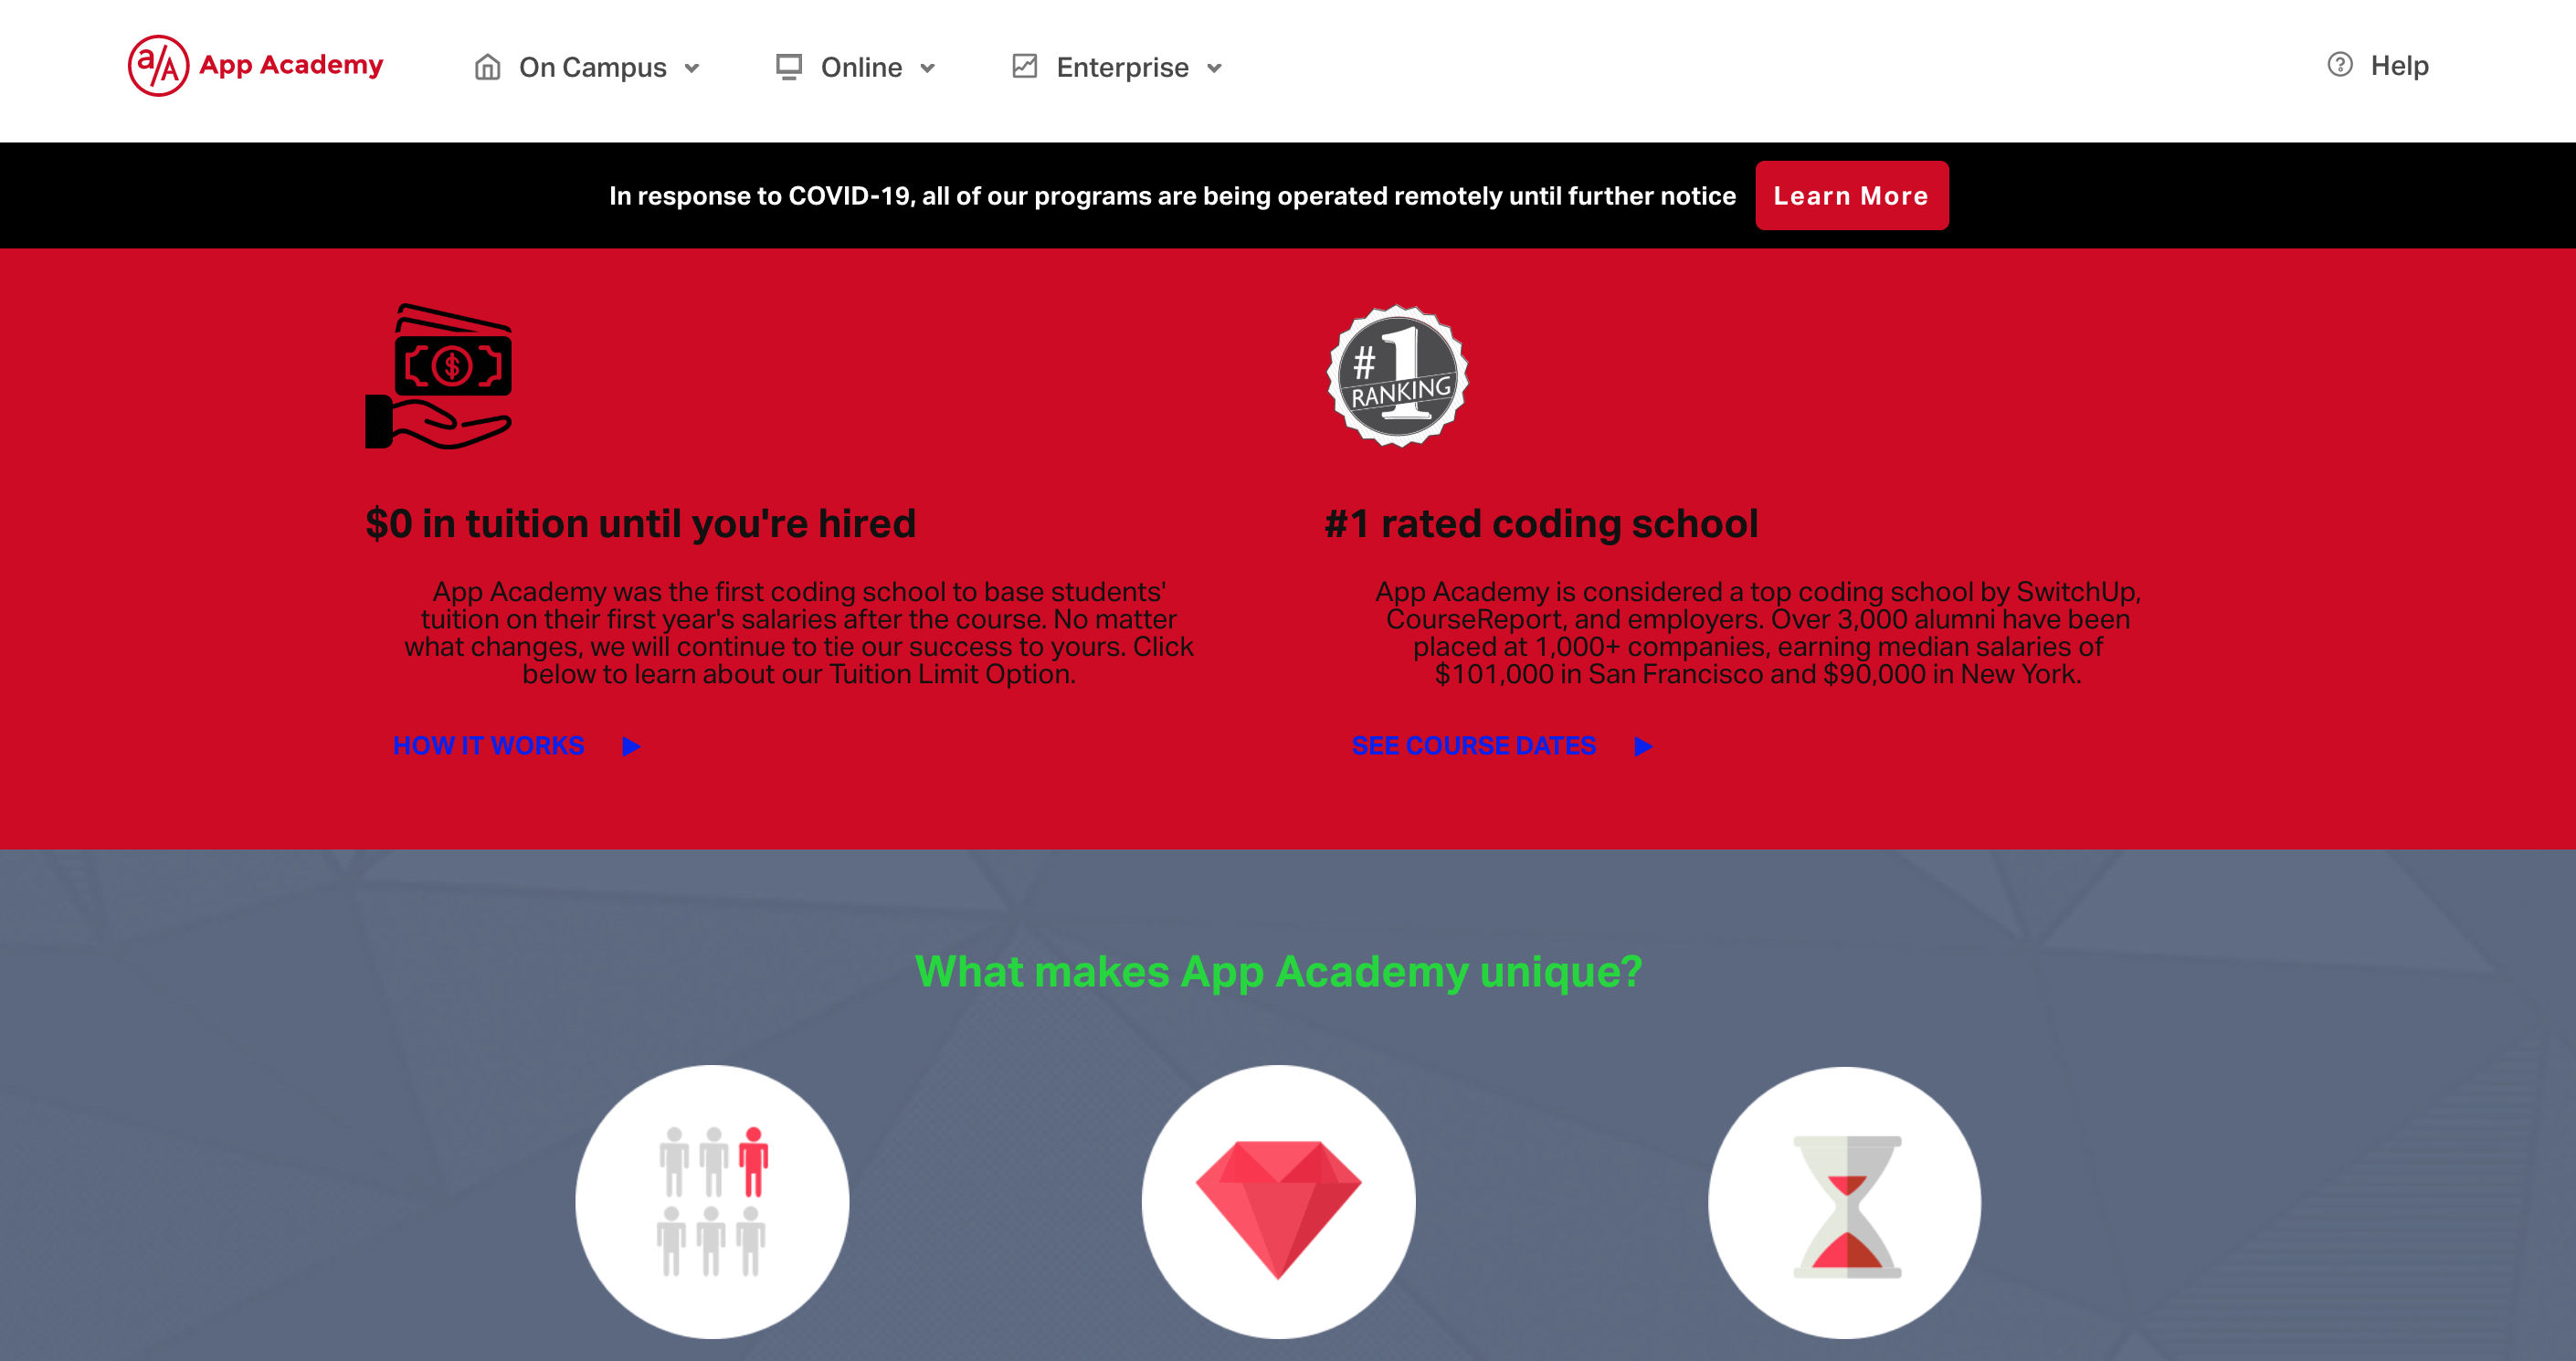 a/A App Academy
On Campus
Online
Enterprise
Help
In response to COVID-19, all of our programs are being operated remotely until further notice
Learn More
$
#1
RANKING
$0 in tuition until you're hired
App Academy was the first coding school to base students'
tuition on their first year's salaries after the course. No matter
what changes, we will continue to tie our success to yours. Click
below to learn about our Tuition Limit Option.
HOW IT WORKS
#1 rated coding school
App Academy is considered a top coding school by SwitchUp,
CourseReport, and employers. Over 3,000 alumni have been
placed at 1,000+ companies, earning median salaries of
$101,000 in San Francisco and $90,000 in New York.
SEE COURSE DATES
What makes App Academy unique?